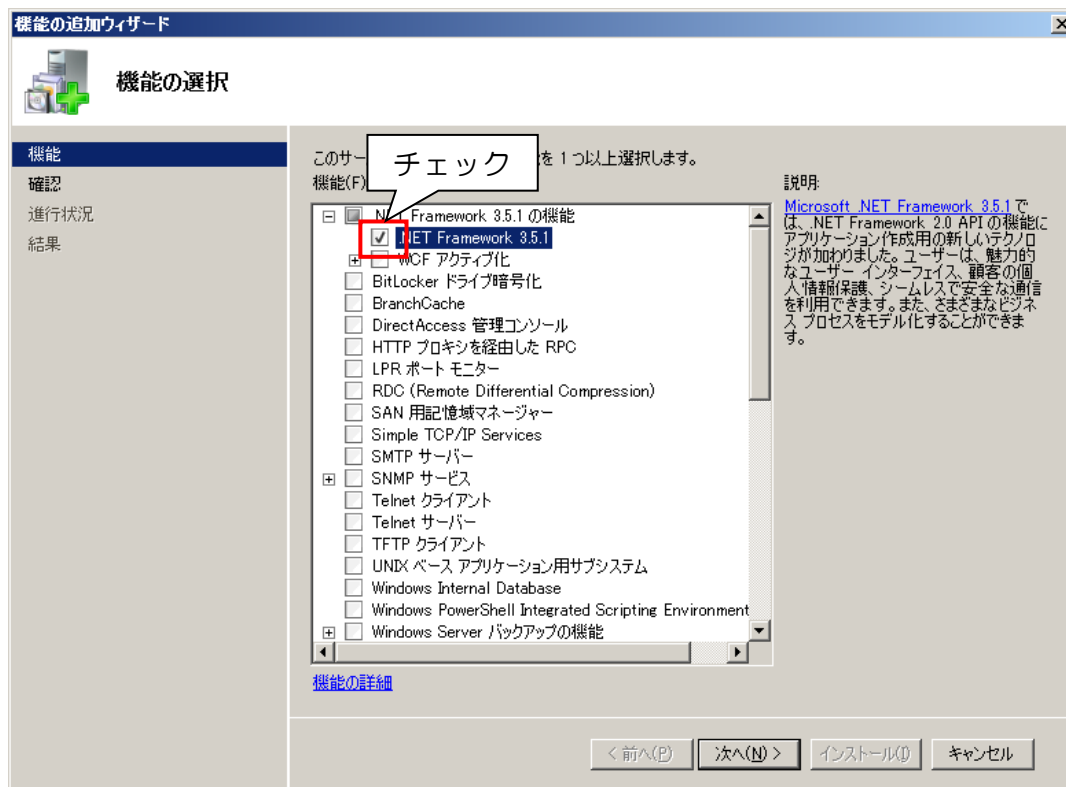 機能の追加ウィザード
機能の選択
機能
確認
進行状況
結果
このサー
を 1 つ以上選択します。
チェック
機能(F)
.NET Framework 3.5.1 の機能
.NET Framework 3.5.1
WCF アクティブ化
BitLocker ドライブ暗号化
BranchCache
DirectAccess 管理コンソール
HTTP プロキシを経由した RPC
LPR ポート モニター
RDC (Remote Differential Compression)
SAN 用記憶域マネージャー
Simple TCP/IP Services
SMTP サーバー
SNMP サービス
Telnet クライアント
Telnet サーバー
TFTP クライアント
UNIX ベース アプリケーション用サブシステム
Windows Internal Database
Windows PowerShell Integrated Scripting Environment
Windows Server バックアップの機能
機能の詳細
説明:
Microsoft .NET Framework 3.5.1 で
は、.NET Framework 2.0 API の機能に
アプリケーション作成用の新しいテクノロ
ジが加わりました。ユーザーは、魅力的
なユーザー インターフェイス、顧客の個
人情報保護、シームレスで安全な通信
を利用できます。また、さまざまなビジネ
ス プロセスをモデル化することができま
す。
< 前へ(P)
次へ(N) >
インストール(I)
キャンセル